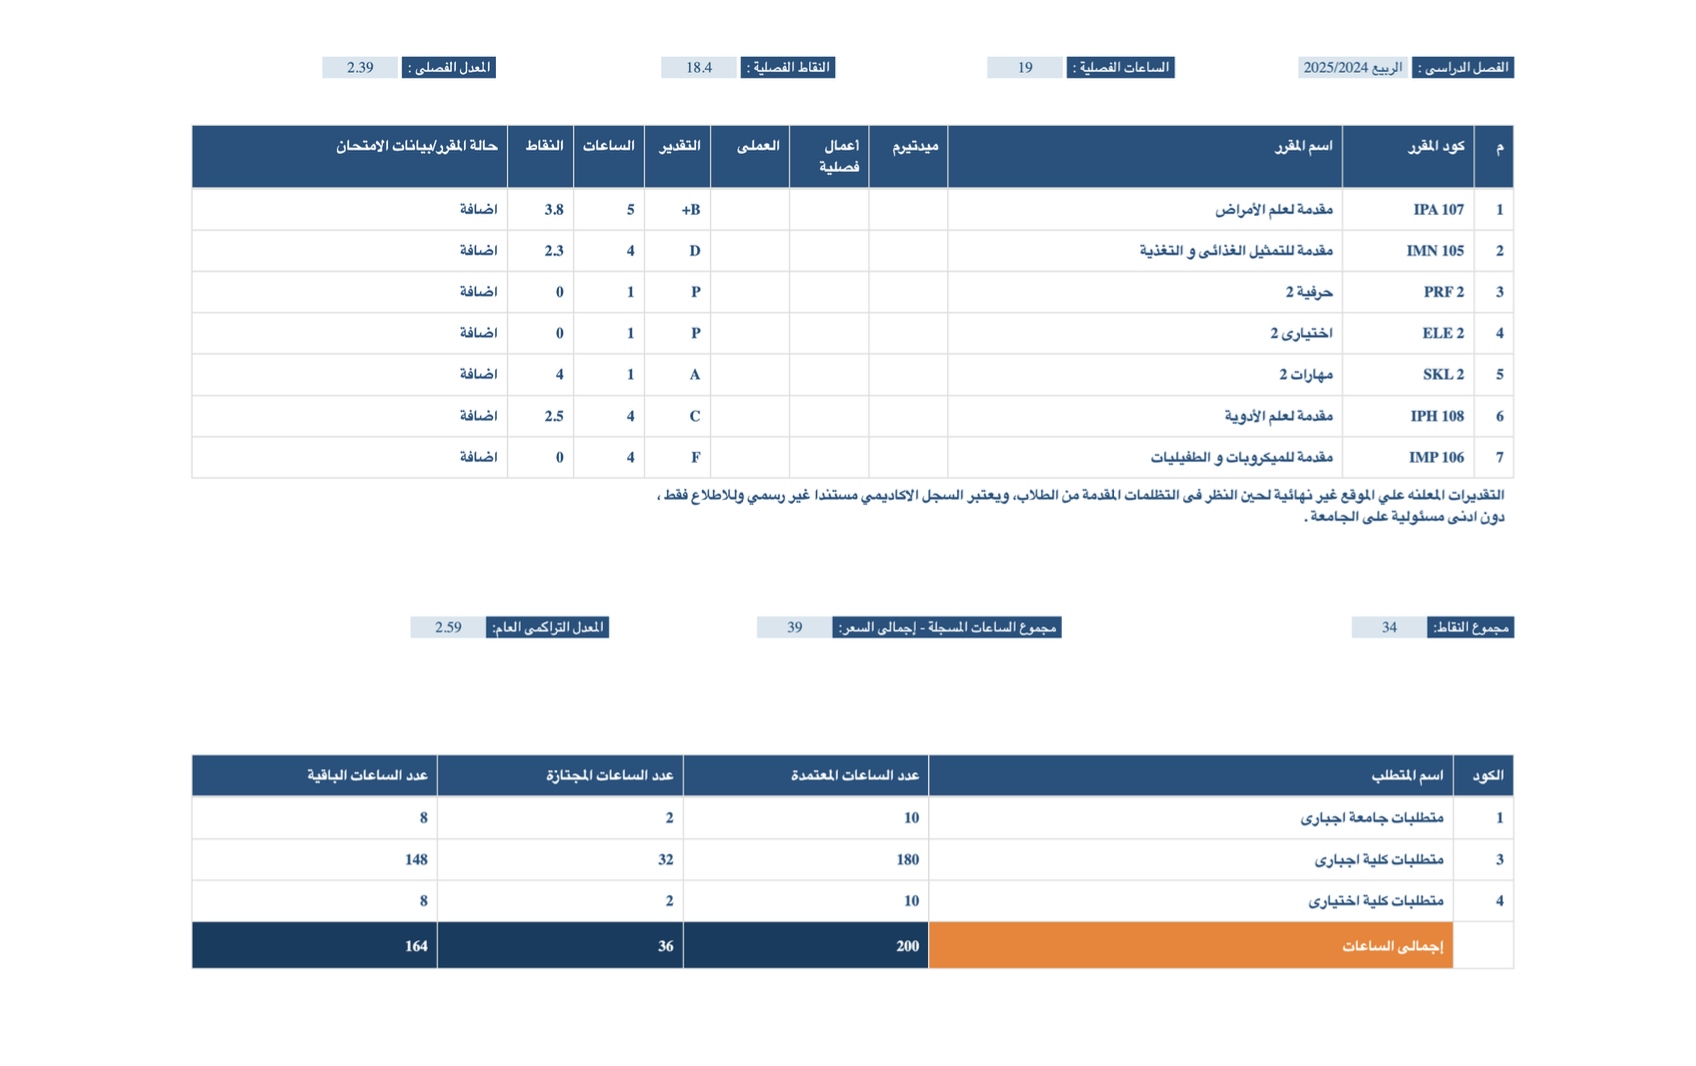 الفصل الدراسى : الربيع 2025/2024 الساعات الفصلية : 19 النقاط الفصلية : 18.4 المعدل الفصلى : 2.39
م كود المقرر اسم المقرر ميدتيرم أعمال فصلية العملى التقدير الساعات النقاط حالة المقرر/بيانات الامتحان
1 IPA 107 مقدمة لعلم الأمراض +B 5 3.8 اضافة
2 IMN 105 مقدمة للتمثيل الغذائى و التغذية D 4 2.3 اضافة
3 PRF 2 حرفية 2 P 1 0 اضافة
4 ELE 2 اختيارى 2 P 1 0 اضافة
5 SKL 2 مهارات 2 A 1 4 اضافة
6 IPH 108 مقدمة لعلم الأدوية C 4 2.5 اضافة
7 IMP 106 مقدمة للميكروبات و الطفيليات F 4 0 اضافة
التقديرات المعلنه علي الموقع غير نهائية لحين النظر فى التظلمات المقدمة من الطلاب، ويعتبر السجل الاكاديمي مستندا غير رسمي وللاطلاع فقط ،
دون ادنى مسئولية على الجامعة .
مجموع النقاط: 34 مجموع الساعات المسجلة - إجمالى السعر: 39 المعدل التراكمى العام: 2.59
الكود اسم المتطلب عدد الساعات المعتمدة عدد الساعات المجتازة عدد الساعات الباقية
1 متطلبات جامعة اجبارى 10 2 8
3 متطلبات كلية اجبارى 180 32 148
4 متطلبات كلية اختيارى 10 2 8
إجمالى الساعات 200 36 164